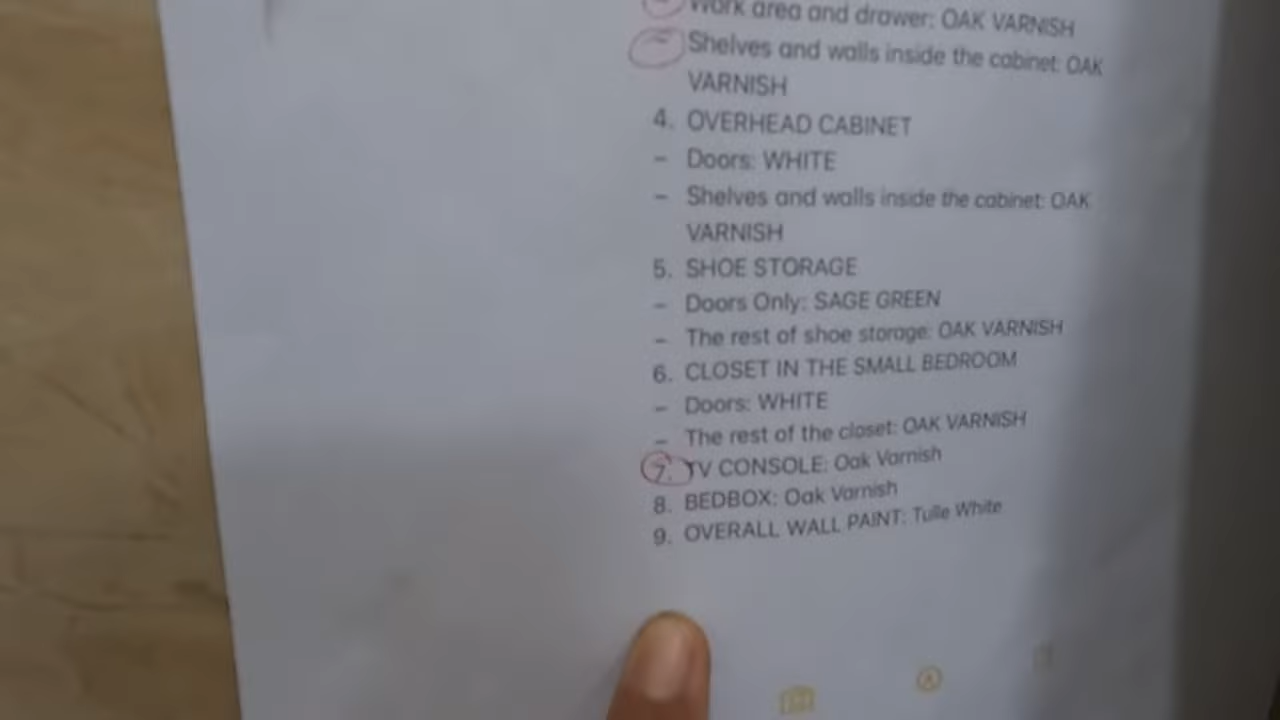 Work area and drawer: OAK VARNISH
– Shelves and walls inside the cabinet: OAK
VARNISH
4. OVERHEAD CABINET
– Doors: WHITE
– Shelves and walls inside the cabinet: OAK
VARNISH
5. SHOE STORAGE
– Doors Only: SAGE GREEN
– The rest of shoe storage: OAK VARNISH
6. CLOSET IN THE SMALL BEDROOM
– Doors: WHITE
– The rest of the closet: OAK VARNISH
7. TV CONSOLE: Oak Varnish
8. BEDBOX: Oak Varnish
9. OVERALL WALL PAINT: Tulle White